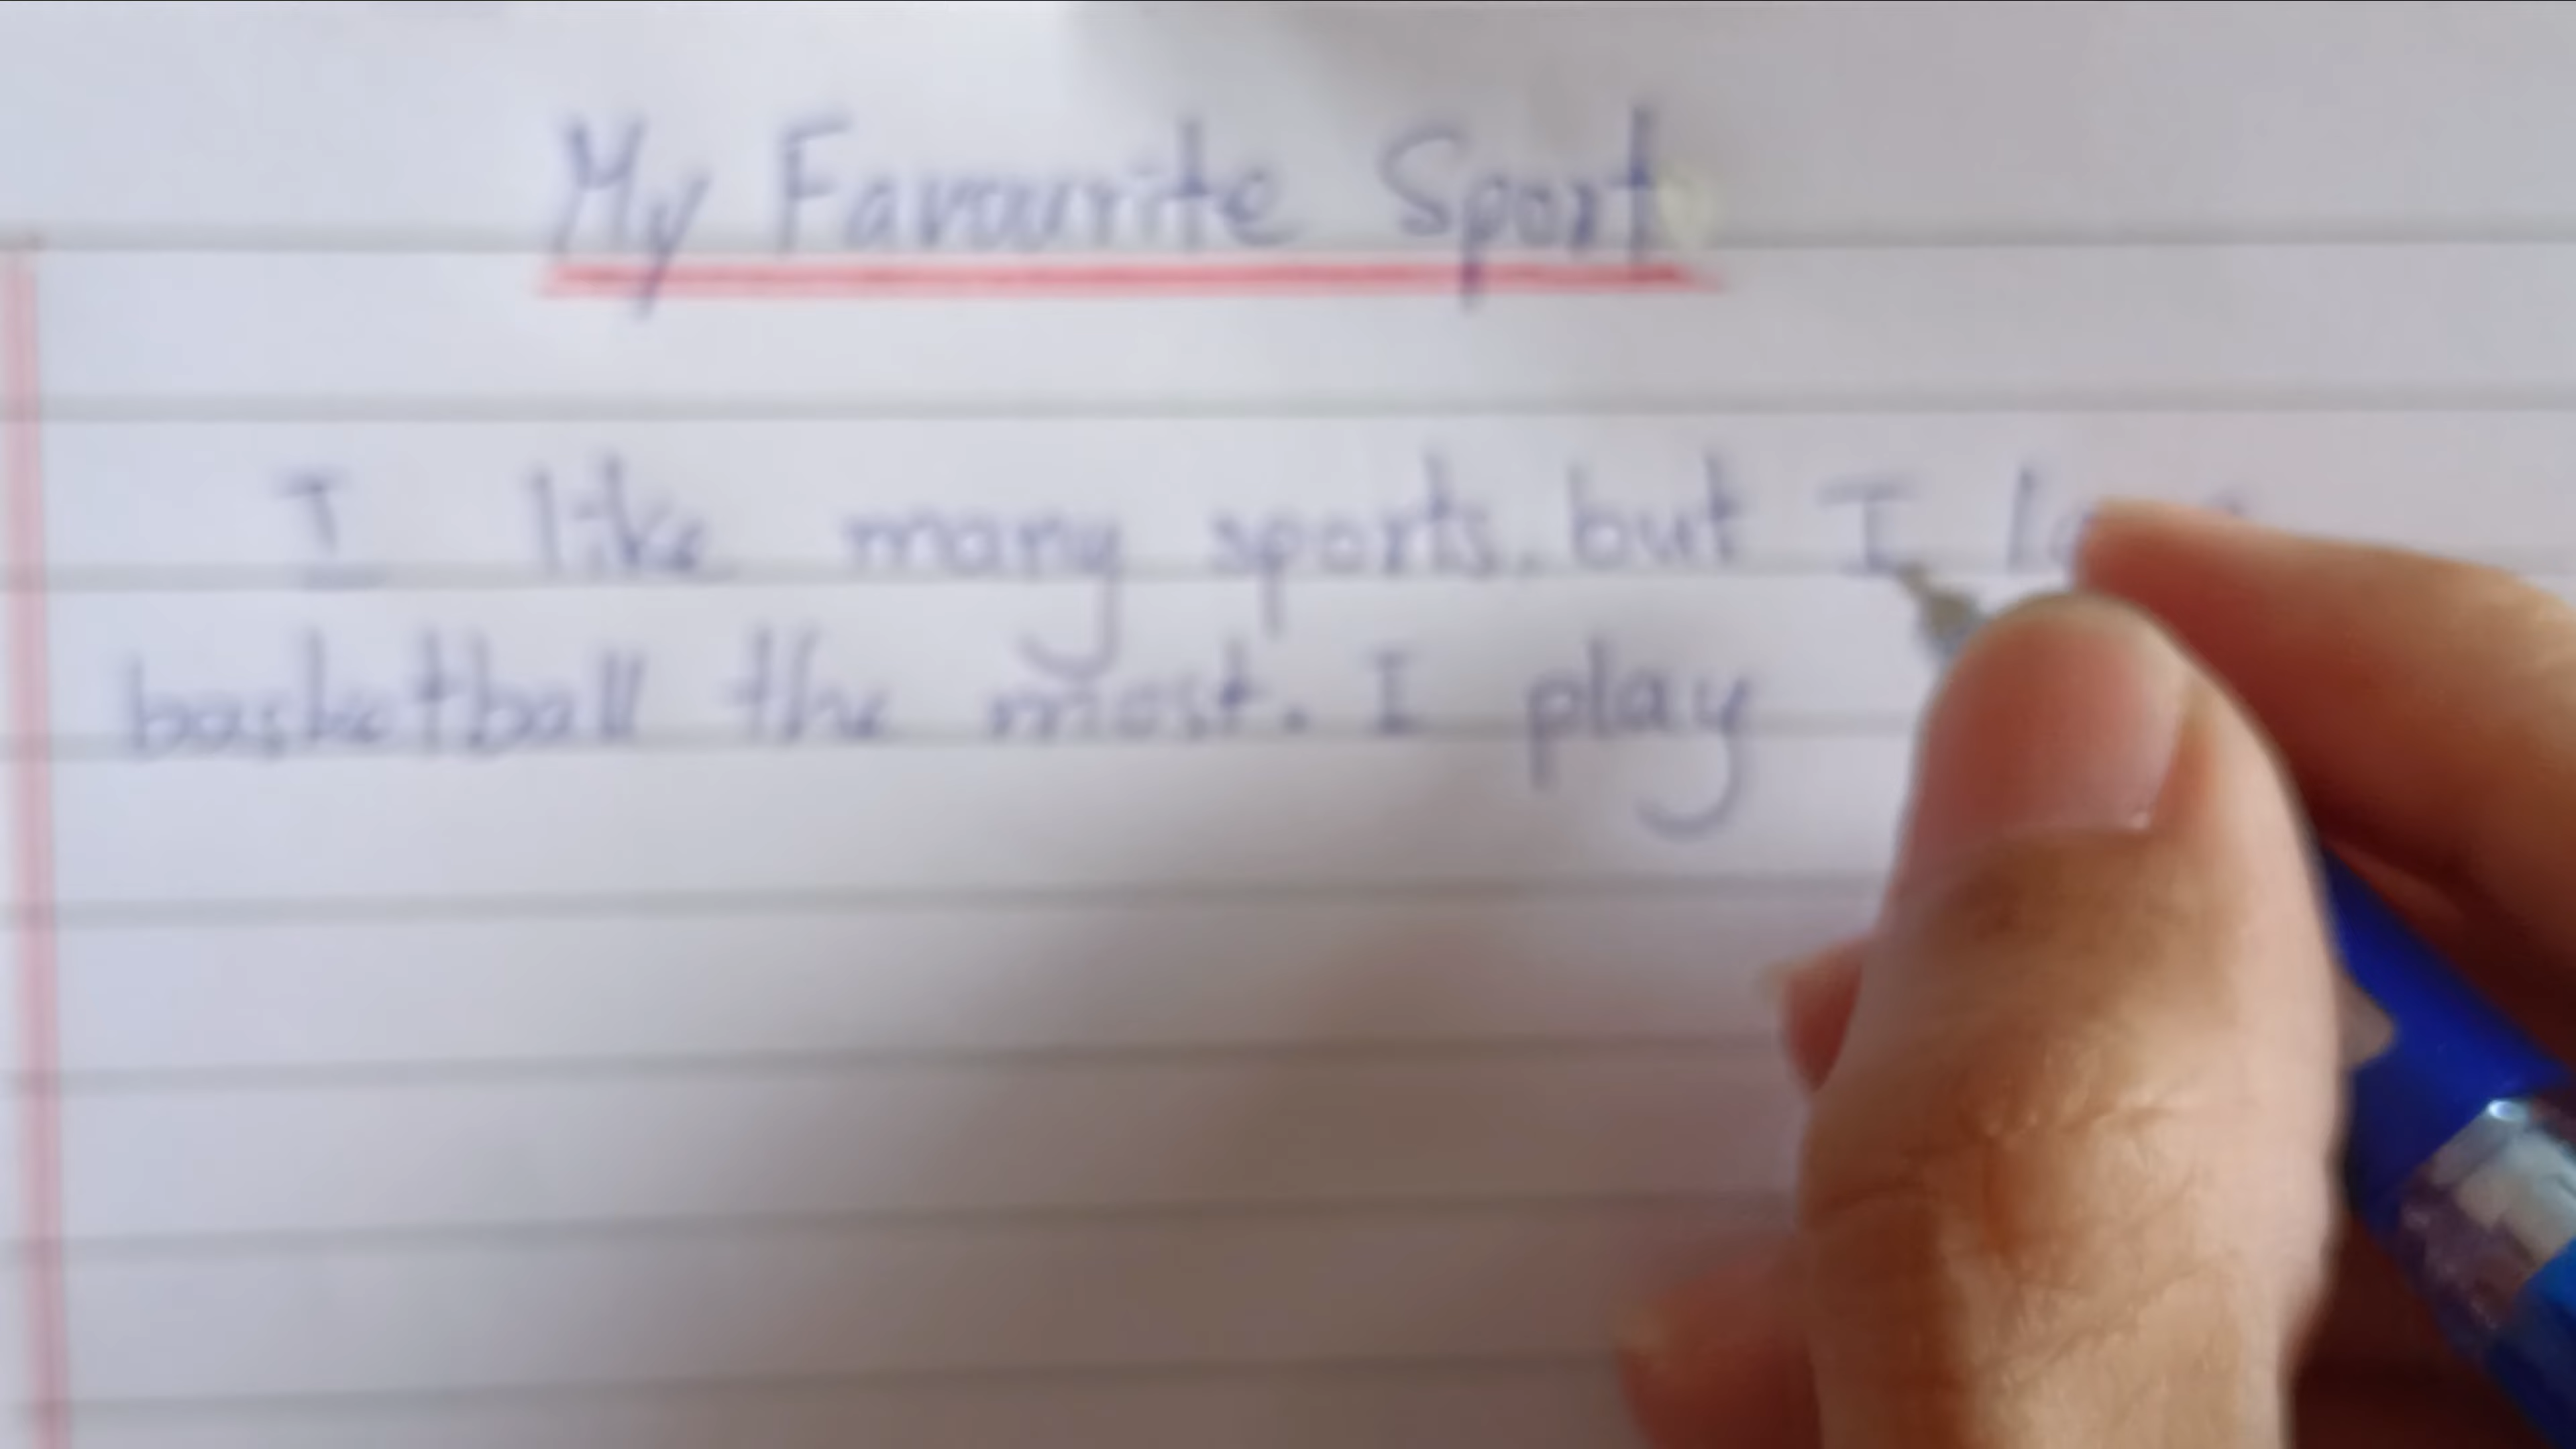 My Favourite Sport
I like many sports, but I
basketball the most. I play